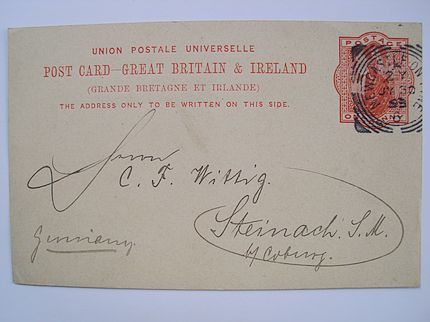 UNION POSTALE UNIVERSELLE
POST CARD–GREAT BRITAIN & IRELAND
(GRANDE BRETAGNE ET IRLANDE)
THE ADDRESS ONLY TO BE WRITTEN ON THIS SIDE.
POSTAGE
C. F. Wittig.
Steinach. S. M.
b/ Coburg.
Germany.